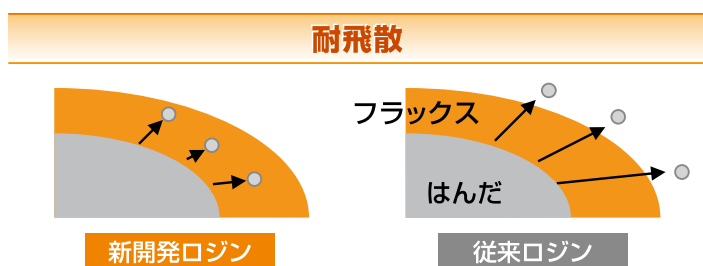 耐飛散
フラックス
はんだ
新開発ロジン
従来ロジン